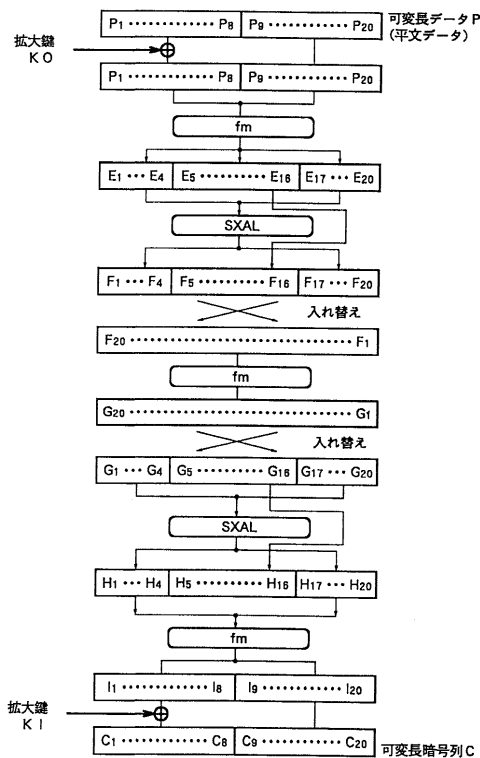 P1 ·········· P8 P9 ············ P20 可変長データP
(平文データ)
拡大鍵
KO
P1 ·········· P8 P9 ············ P20
fm
E1 ··· E4 E5 ·········· E16 E17 ··· E20
SXAL
F1 ··· F4 F5 ·········· F16 F17 ··· F20
入れ替え
F20 ······························ F1
fm
G20 ······························ G1
入れ替え
G1 ··· G4 G5 ·········· G16 G17 ··· G20
SXAL
H1 ··· H4 H5 ·········· H16 H17 ··· H20
fm
I1 ············ I8 I9 ············ I20
拡大鍵
KI
C1 ·········· C8 C9 ············ C20 可変長暗号列C